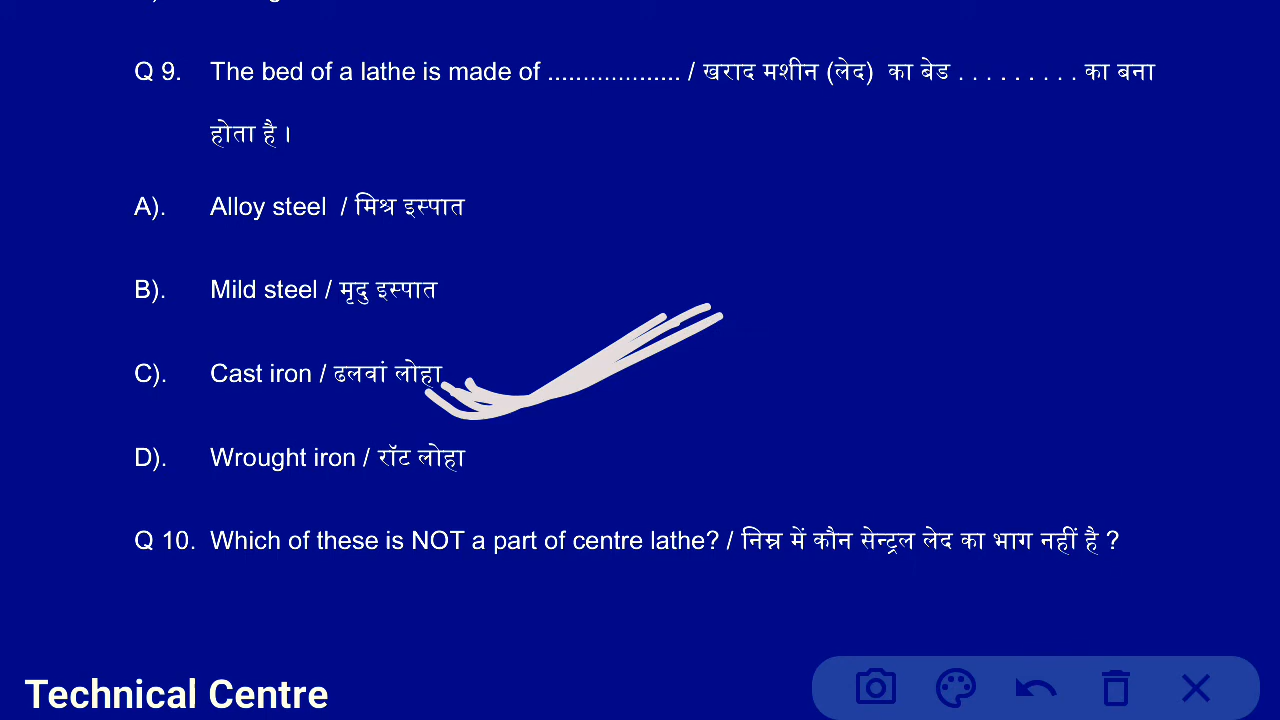 Q 9. The bed of a lathe is made of ................... / खराद मशीन (लेद) का बेड . . . . . . . . . का बना
होता है।
A). Alloy steel / मिश्र इस्पात
B). Mild steel / मृदु इस्पात
C). Cast iron / ढलवां लोहा
D). Wrought iron / रॉट लोहा
Q 10. Which of these is NOT a part of centre lathe? / निम्न में कौन सेन्ट्रल लेद का भाग नहीं है ?
Technical Centre